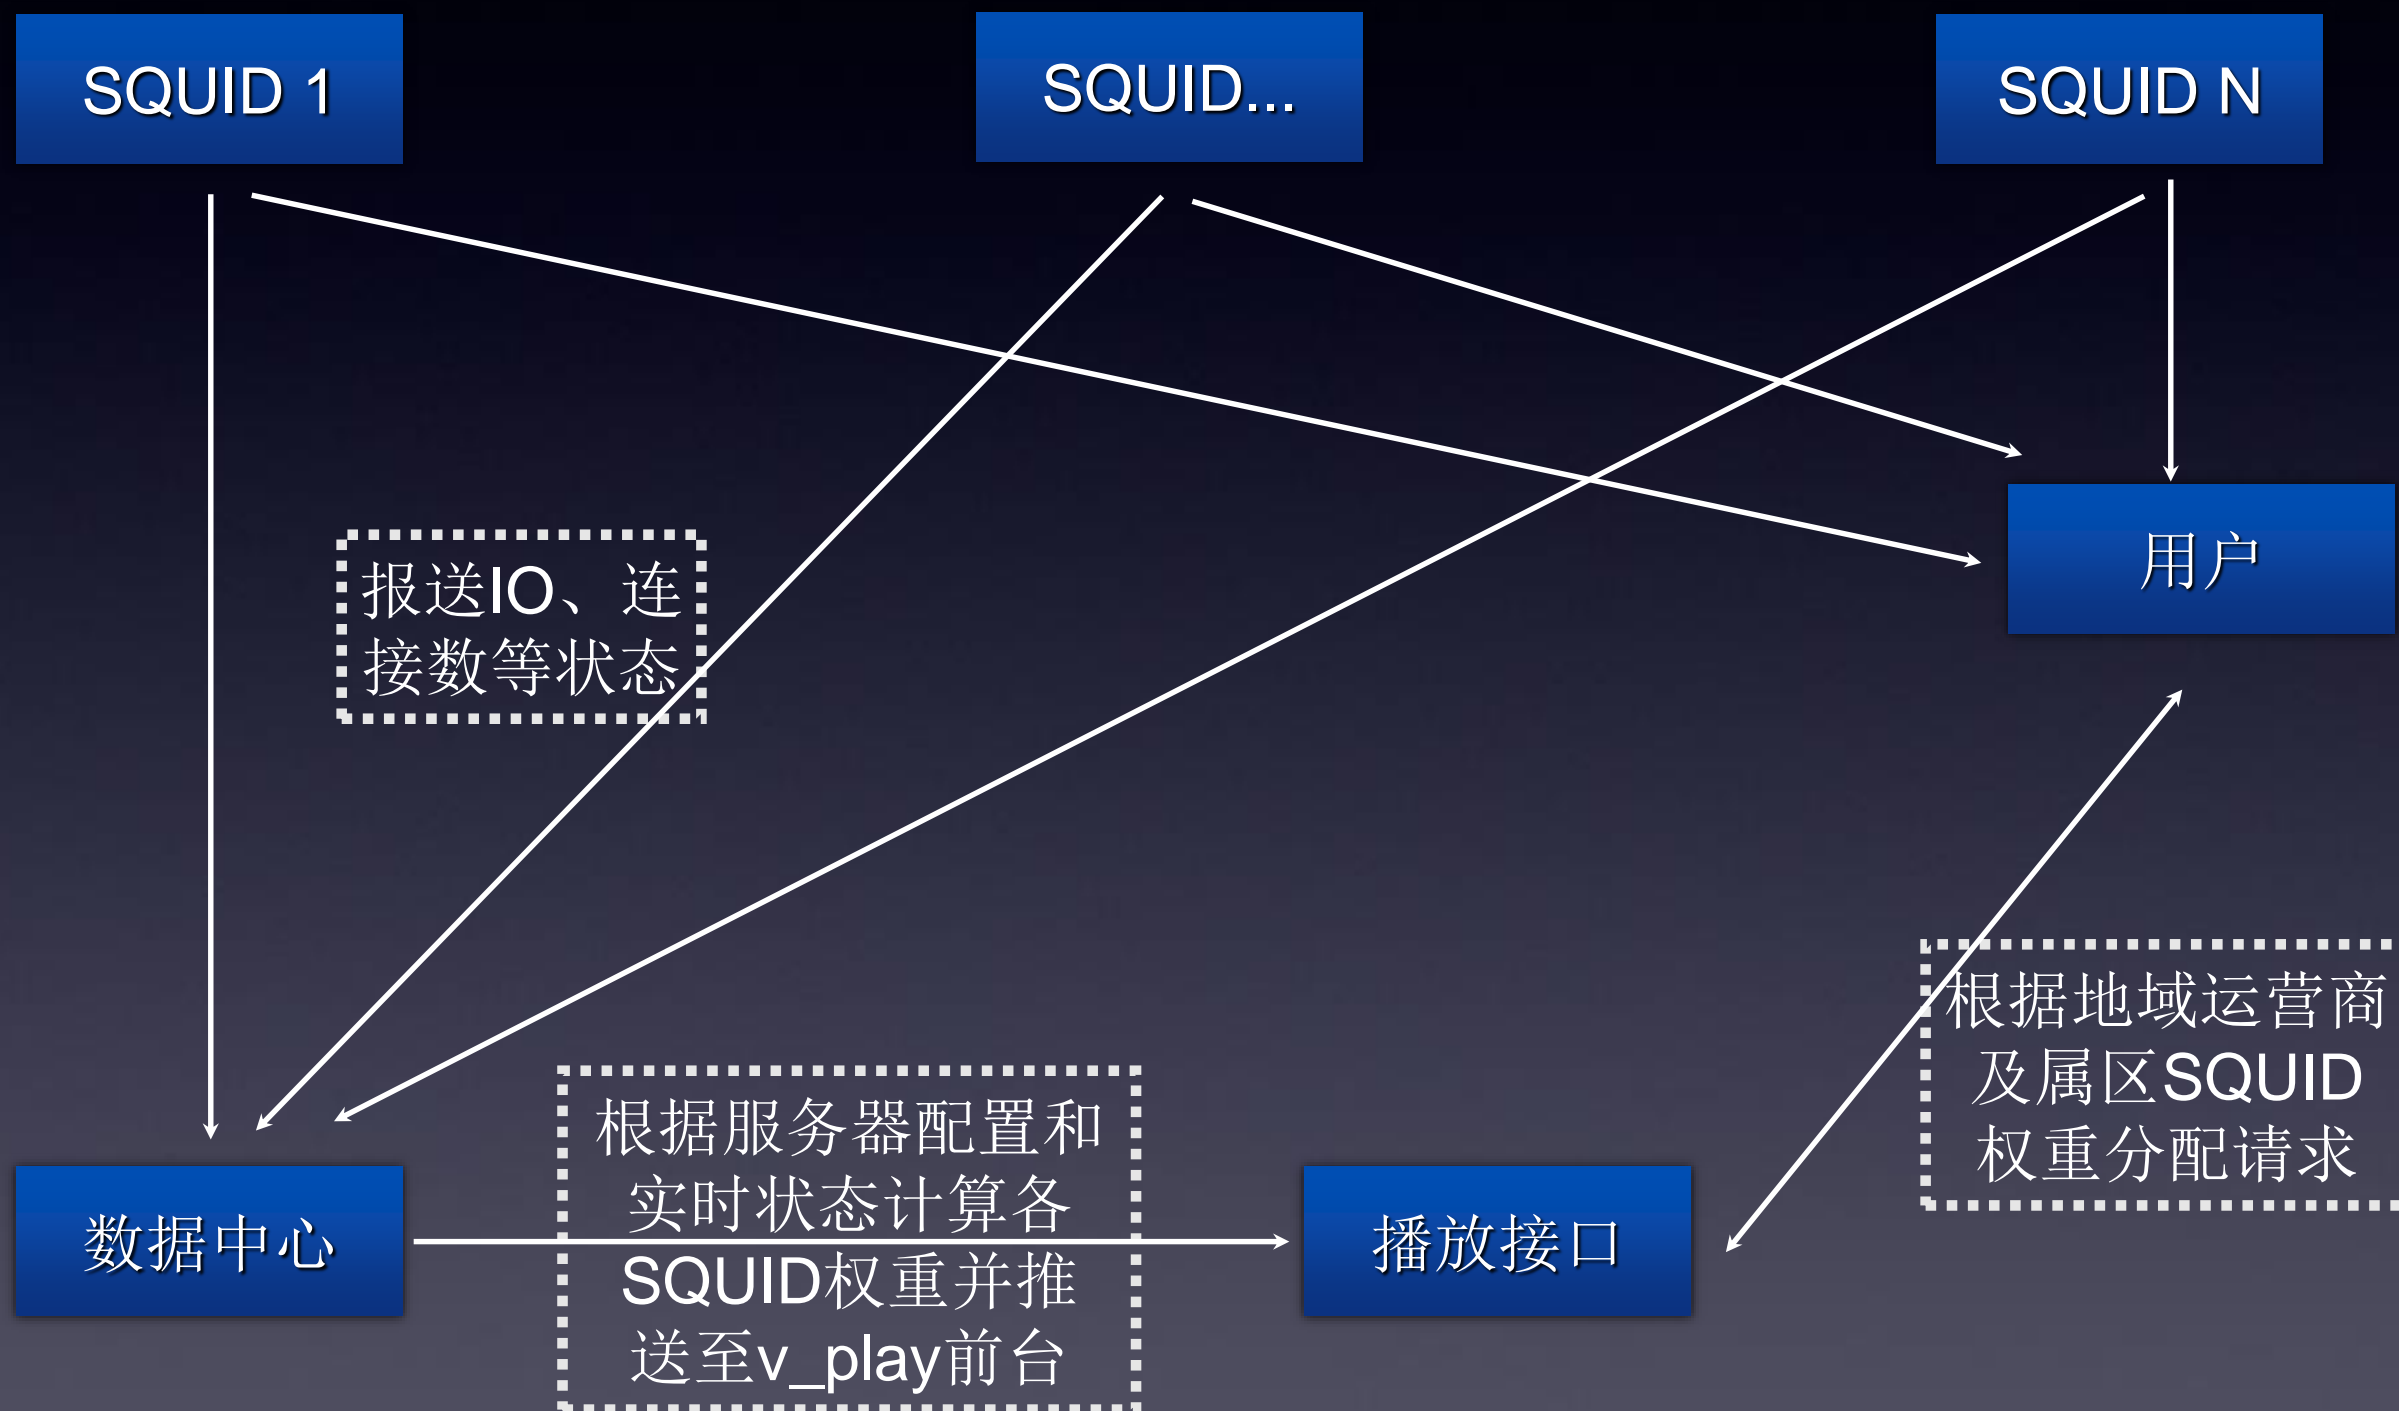 SQUID 1
SQUID...
SQUID N
用户
报送IO、连
接数等状态
根据地域运营商
及属区SQUID
权重分配请求
根据服务器配置和
实时状态计算各
SQUID权重并推
送至v_play前台
数据中心
播放接口